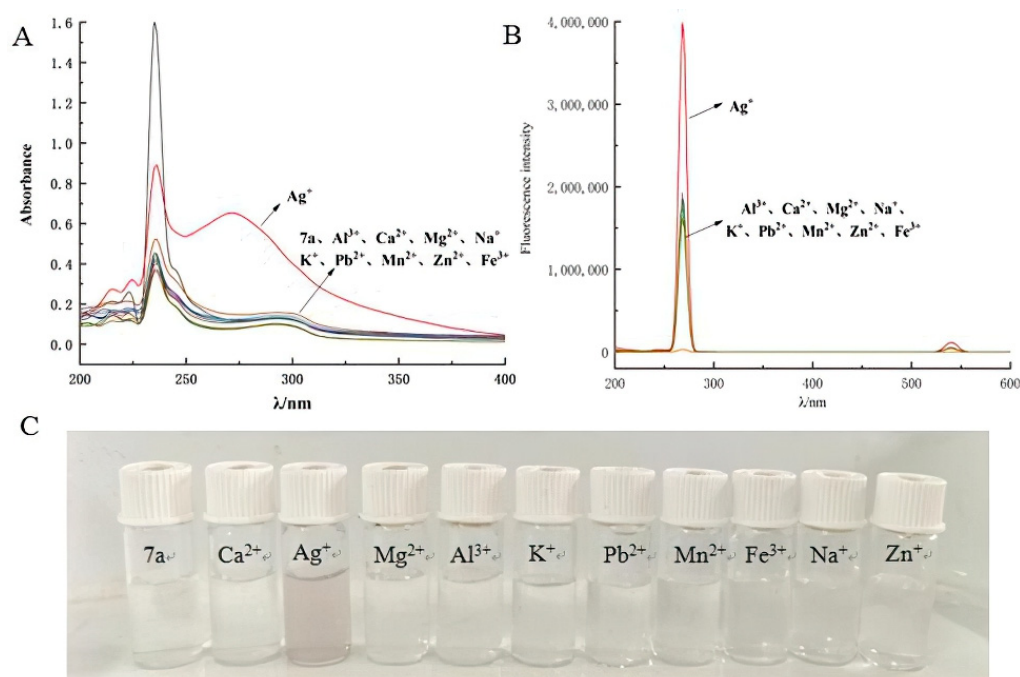 A
1.6
1.4
1.2
1.0
0.8
0.6
0.4
0.2
0.0
Absorbance
Ag⁺
7a、Al³⁺、Ca²⁺、Mg²⁺、Na⁺
K⁺、Pb²⁺、Mn²⁺、Zn²⁺、Fe³⁺
200
250
300
350
400
λ/nm
B
4,000,000
3,000,000
2,000,000
1,000,000
0
Fluorescence intensity
Ag⁺
Al³⁺、Ca²⁺、Mg²⁺、Na⁺、
K⁺、Pb²⁺、Mn²⁺、Zn²⁺、Fe³⁺
200
300
400
500
600
λ/nm
C
7a
Ca²⁺
Ag⁺
Mg²⁺
Al³⁺
K⁺
Pb²⁺
Mn²⁺
Fe³⁺
Na⁺
Zn⁺